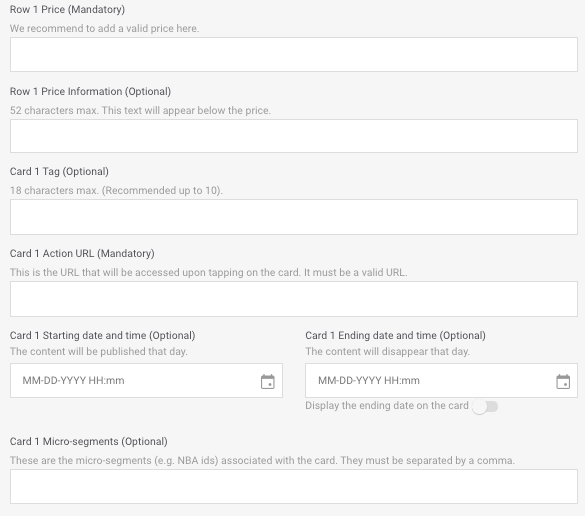 Row 1 Price (Mandatory)
We recommend to add a valid price here.
Row 1 Price Information (Optional)
52 characters max. This text will appear below the price.
Card 1 Tag (Optional)
18 characters max. (Recommended up to 10).
Card 1 Action URL (Mandatory)
This is the URL that will be accessed upon tapping on the card. It must be a valid URL.
Card 1 Starting date and time (Optional)
The content will be published that day.
MM-DD-YYYY HH:mm
Card 1 Ending date and time (Optional)
The content will disappear that day.
MM-DD-YYYY HH:mm
Display the ending date on the card
Card 1 Micro-segments (Optional)
These are the micro-segments (e.g. NBA ids) associated with the card. They must be separated by a comma.